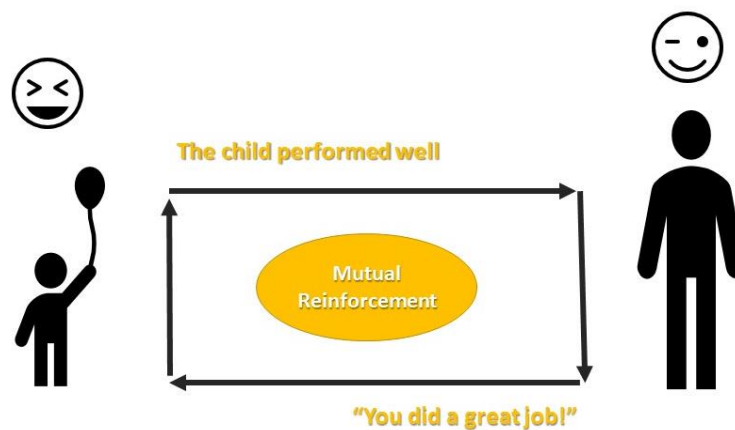 The child performed well
Mutual
Reinforcement
“You did a great job!”